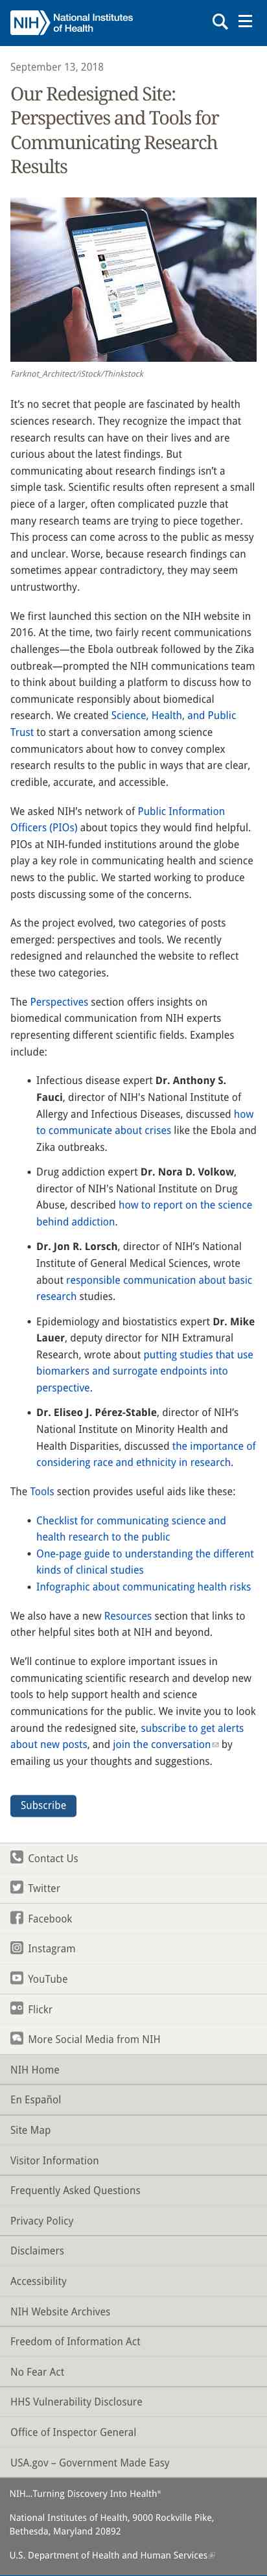 NIH National Institutes
of Health
September 13, 2018
Our Redesigned Site:
Perspectives and Tools for
Communicating Research
Results
Farknot_Architect/iStock/Thinkstock
It’s no secret that people are fascinated by health
sciences research. They recognize the impact that
research results can have on their lives and are
curious about the latest findings. But
communicating about research findings isn’t a
simple task. Scientific results often represent a small
piece of a larger, often complicated puzzle that
many research teams are trying to piece together.
This process can come across to the public as messy
and unclear. Worse, because research findings can
sometimes appear contradictory, they may seem
untrustworthy.
We first launched this section on the NIH website in
2016. At the time, two fairly recent communications
challenges—the Ebola outbreak followed by the Zika
outbreak—prompted the NIH communications team
to think about building a platform to discuss how to
communicate responsibly about biomedical
research. We created Science, Health, and Public
Trust to start a conversation among science
communicators about how to convey complex
research results to the public in ways that are clear,
credible, accurate, and accessible.
We asked NIH’s network of Public Information
Officers (PIOs) about topics they would find helpful.
PIOs at NIH-funded institutions around the globe
play a key role in communicating health and science
news to the public. We started working to produce
posts discussing some of the concerns.
As the project evolved, two categories of posts
emerged: perspectives and tools. We recently
redesigned and relaunched the website to reflect
these two categories.
The Perspectives section offers insights on
biomedical communication from NIH experts
representing different scientific fields. Examples
include:
• Infectious disease expert Dr. Anthony S.
Fauci, director of NIH's National Institute of
Allergy and Infectious Diseases, discussed how
to communicate about crises like the Ebola and
Zika outbreaks.
• Drug addiction expert Dr. Nora D. Volkow,
director of NIH's National Institute on Drug
Abuse, described how to report on the science
behind addiction.
• Dr. Jon R. Lorsch, director of NIH’s National
Institute of General Medical Sciences, wrote
about responsible communication about basic
research studies.
• Epidemiology and biostatistics expert Dr. Mike
Lauer, deputy director for NIH Extramural
Research, wrote about putting studies that use
biomarkers and surrogate endpoints into
perspective.
• Dr. Eliseo J. Pérez-Stable, director of NIH’s
National Institute on Minority Health and
Health Disparities, discussed the importance of
considering race and ethnicity in research.
The Tools section provides useful aids like these:
• Checklist for communicating science and
health research to the public
• One-page guide to understanding the different
kinds of clinical studies
• Infographic about communicating health risks
We also have a new Resources section that links to
other helpful sites both at NIH and beyond.
We’ll continue to explore important issues in
communicating scientific research and develop new
tools to help support health and science
communications for the public. We invite you to look
around the redesigned site, subscribe to get alerts
about new posts, and join the conversation by
emailing us your thoughts and suggestions.
Subscribe
Contact Us
Twitter
Facebook
Instagram
YouTube
Flickr
More Social Media from NIH
NIH Home
En Español
Site Map
Visitor Information
Frequently Asked Questions
Privacy Policy
Disclaimers
Accessibility
NIH Website Archives
Freedom of Information Act
No Fear Act
HHS Vulnerability Disclosure
Office of Inspector General
USA.gov – Government Made Easy
NIH...Turning Discovery Into Health®
National Institutes of Health, 9000 Rockville Pike,
Bethesda, Maryland 20892
U.S. Department of Health and Human Services